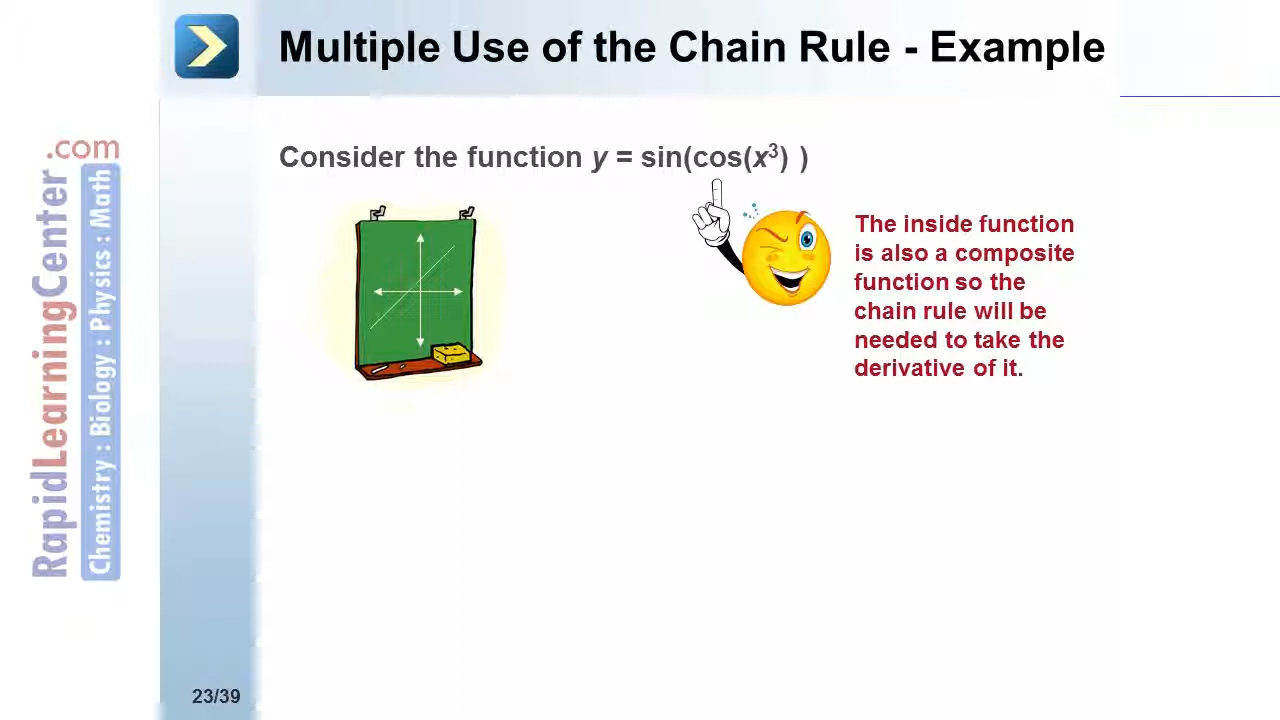 Multiple Use of the Chain Rule - Example
Consider the function y = sin(cos(x³) )
The inside function
is also a composite
function so the
chain rule will be
needed to take the
derivative of it.
RapidLearningCenter.com
Chemistry : Biology : Physics : Math
23/39